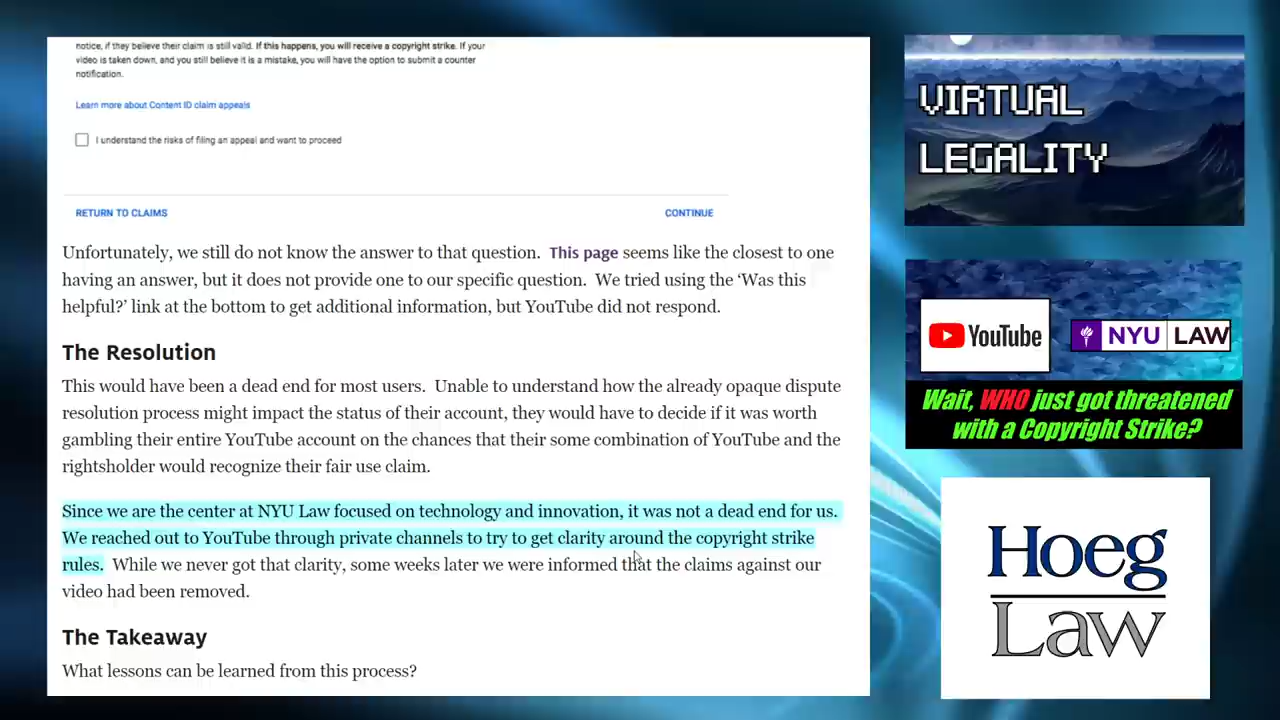 notice, if they believe their claim is still valid. If this happens, you will receive a copyright strike. If your
video is taken down, and you still believe it is a mistake, you will have the option to submit a counter
notification.
Learn more about Content ID claim appeals
I understand the risks of filing an appeal and want to proceed
RETURN TO CLAIMS
CONTINUE
Unfortunately, we still do not know the answer to that question. This page seems like the closest to one
having an answer, but it does not provide one to our specific question. We tried using the ‘Was this
helpful?’ link at the bottom to get additional information, but YouTube did not respond.
The Resolution
This would have been a dead end for most users. Unable to understand how the already opaque dispute
resolution process might impact the status of their account, they would have to decide if it was worth
gambling their entire YouTube account on the chances that their some combination of YouTube and the
rightsholder would recognize their fair use claim.
Since we are the center at NYU Law focused on technology and innovation, it was not a dead end for us.
We reached out to YouTube through private channels to try to get clarity around the copyright strike
rules. While we never got that clarity, some weeks later we were informed that the claims against our
video had been removed.
The Takeaway
What lessons can be learned from this process?
VIRTUAL
LEGALITY
YouTube
NYU LAW
Wait, WHO just got threatened
with a Copyright Strike?
Hoeg
Law